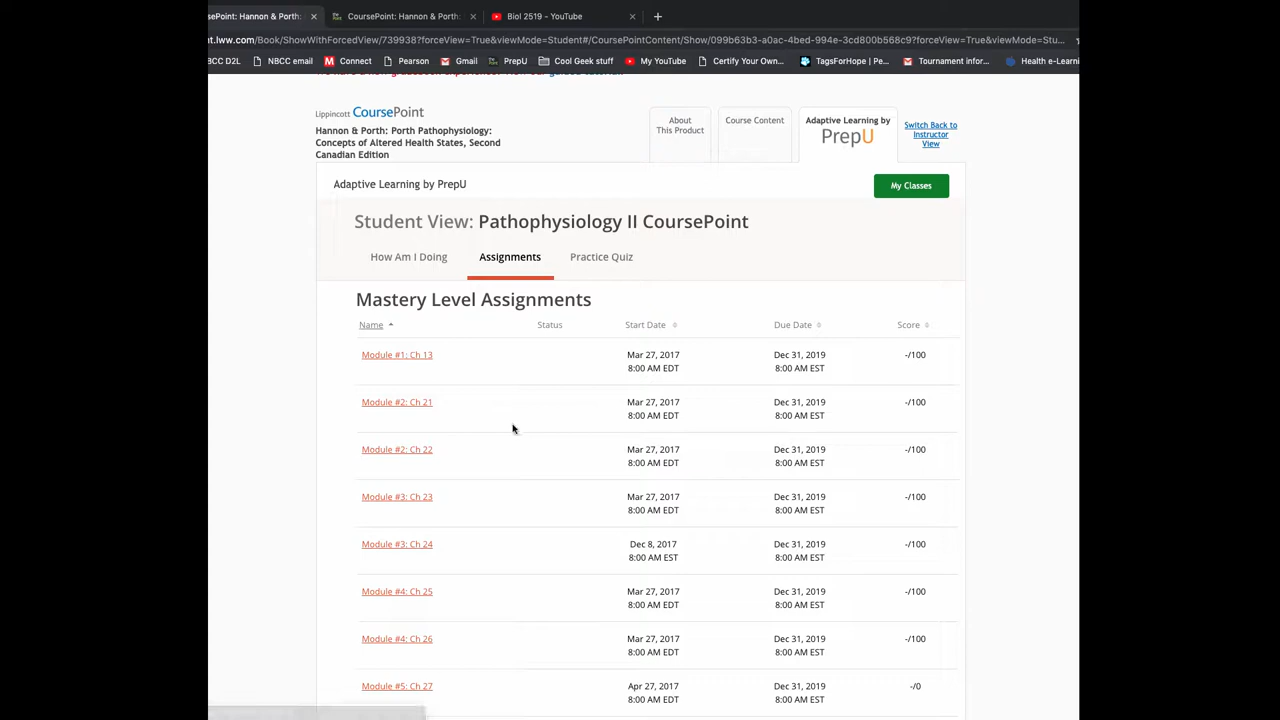 sePoint: Hannon & Porth: × CoursePoint: Hannon & Porth: × Biol 2519 - YouTube × +
nt.lww.com/Book/ShowWithForcedView/739938?forceView=True&viewMode=Student#/CoursePointContent/Show/099b63b3-a0ac-4bed-994e-3cd800b568c9?forceView=True&viewMode=Stu...
BCC D2L NBCC email Connect Pearson Gmail PrepU Cool Geek stuff My YouTube Certify Your Own... TagsForHope | Pe... Tournament infor... Health e-Learni
Lippincott CoursePoint
Hannon & Porth: Porth Pathophysiology:
Concepts of Altered Health States, Second
Canadian Edition
About
This Product
Course Content
Adaptive Learning by
PrepU
Switch Back to
Instructor
View
Adaptive Learning by PrepU
My Classes
Student View: Pathophysiology II CoursePoint
How Am I Doing Assignments Practice Quiz
Mastery Level Assignments
Name Status Start Date Due Date Score
Module #1: Ch 13 Mar 27, 2017 Dec 31, 2019 -/100
8:00 AM EDT 8:00 AM EST
Module #2: Ch 21 Mar 27, 2017 Dec 31, 2019 -/100
8:00 AM EDT 8:00 AM EST
Module #2: Ch 22 Mar 27, 2017 Dec 31, 2019 -/100
8:00 AM EDT 8:00 AM EST
Module #3: Ch 23 Mar 27, 2017 Dec 31, 2019 -/100
8:00 AM EDT 8:00 AM EST
Module #3: Ch 24 Dec 8, 2017 Dec 31, 2019 -/100
8:00 AM EST 8:00 AM EST
Module #4: Ch 25 Mar 27, 2017 Dec 31, 2019 -/100
8:00 AM EDT 8:00 AM EST
Module #4: Ch 26 Mar 27, 2017 Dec 31, 2019 -/100
8:00 AM EDT 8:00 AM EST
Module #5: Ch 27 Apr 27, 2017 Dec 31, 2019 -/0
8:00 AM EDT 8:00 AM EST